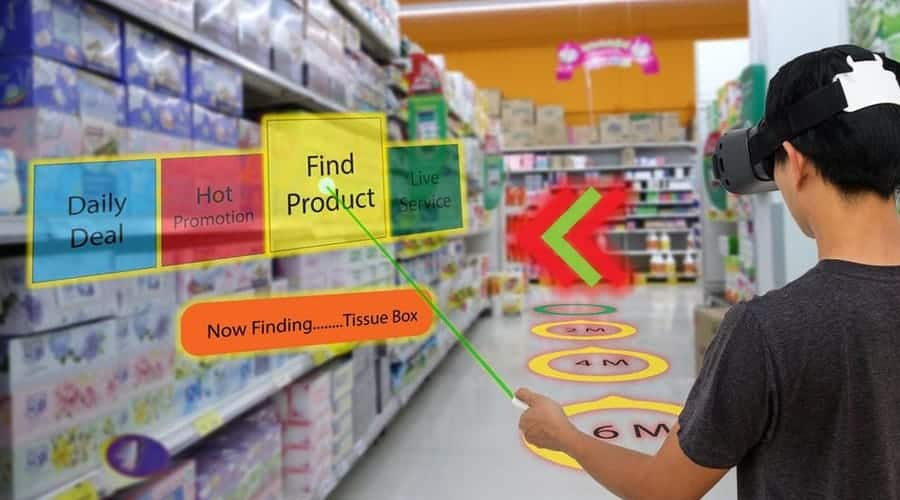 Daily
Deal
Hot
Promotion
Find
Product
Live
Service
Now Finding........Tissue Box
2 M
4 M
6 M